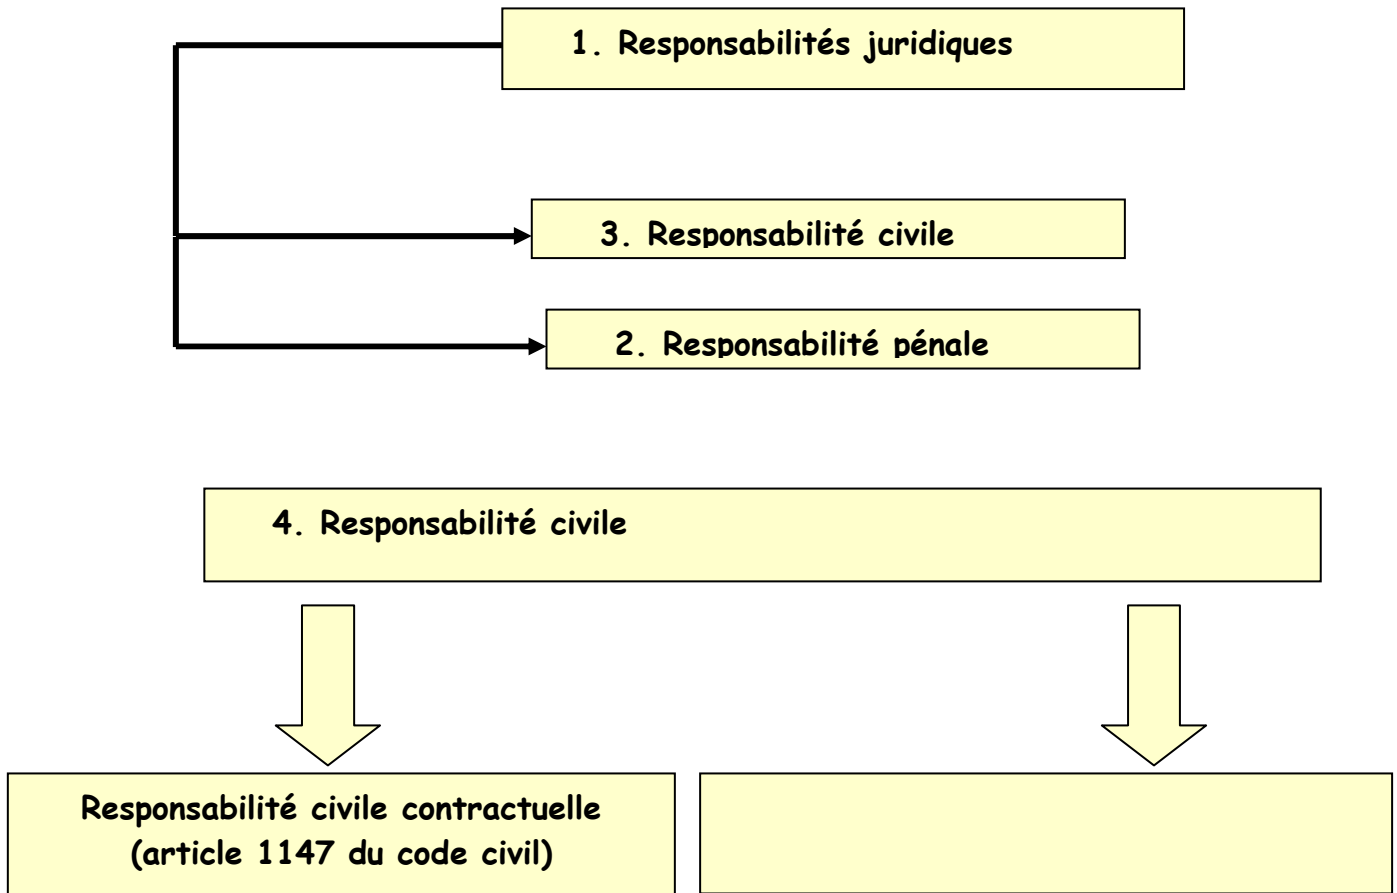 1. Responsabilités juridiques
3. Responsabilité civile
2. Responsabilité pénale
4. Responsabilité civile
Responsabilité civile contractuelle
(article 1147 du code civil)